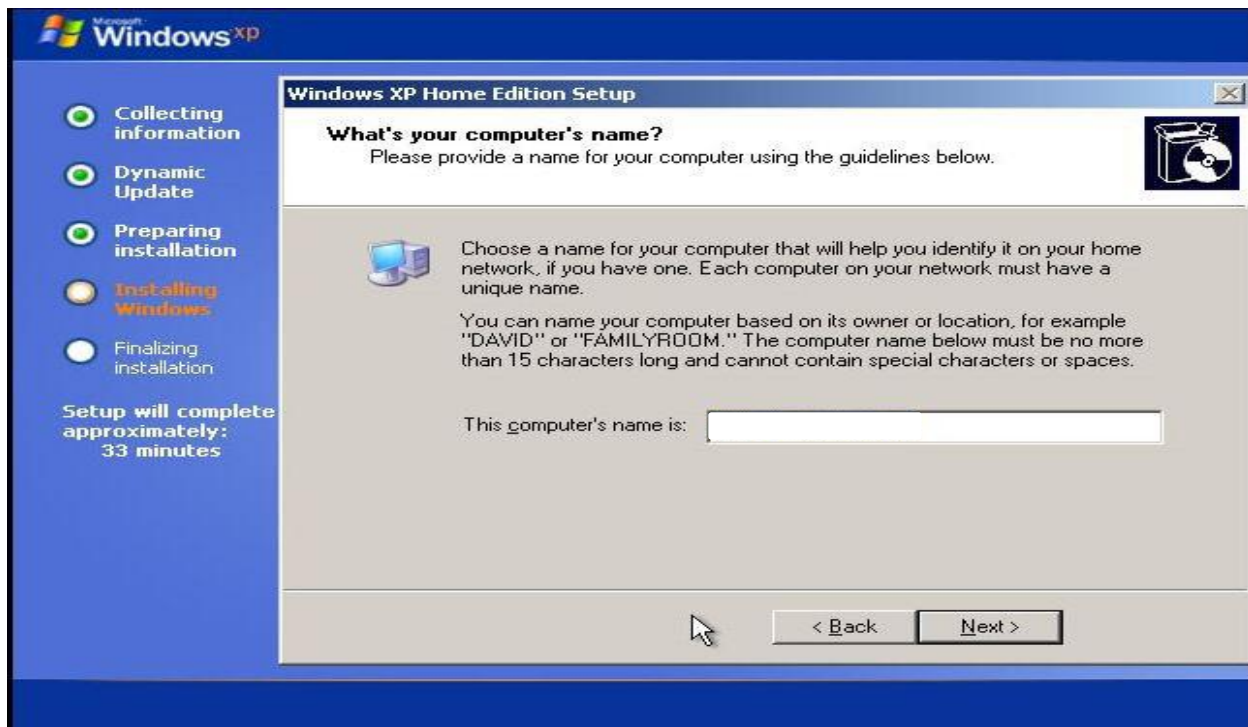 Microsoft
Windows xp
Collecting
information
Dynamic
Update
Preparing
installation
Installing
Windows
Finalizing
installation
Setup will complete
approximately:
33 minutes
Windows XP Home Edition Setup
What's your computer's name?
Please provide a name for your computer using the guidelines below.
Choose a name for your computer that will help you identify it on your home
network, if you have one. Each computer on your network must have a
unique name.
You can name your computer based on its owner or location, for example
"DAVID" or "FAMILYROOM." The computer name below must be no more
than 15 characters long and cannot contain special characters or spaces.
This computer's name is:
< Back
Next >